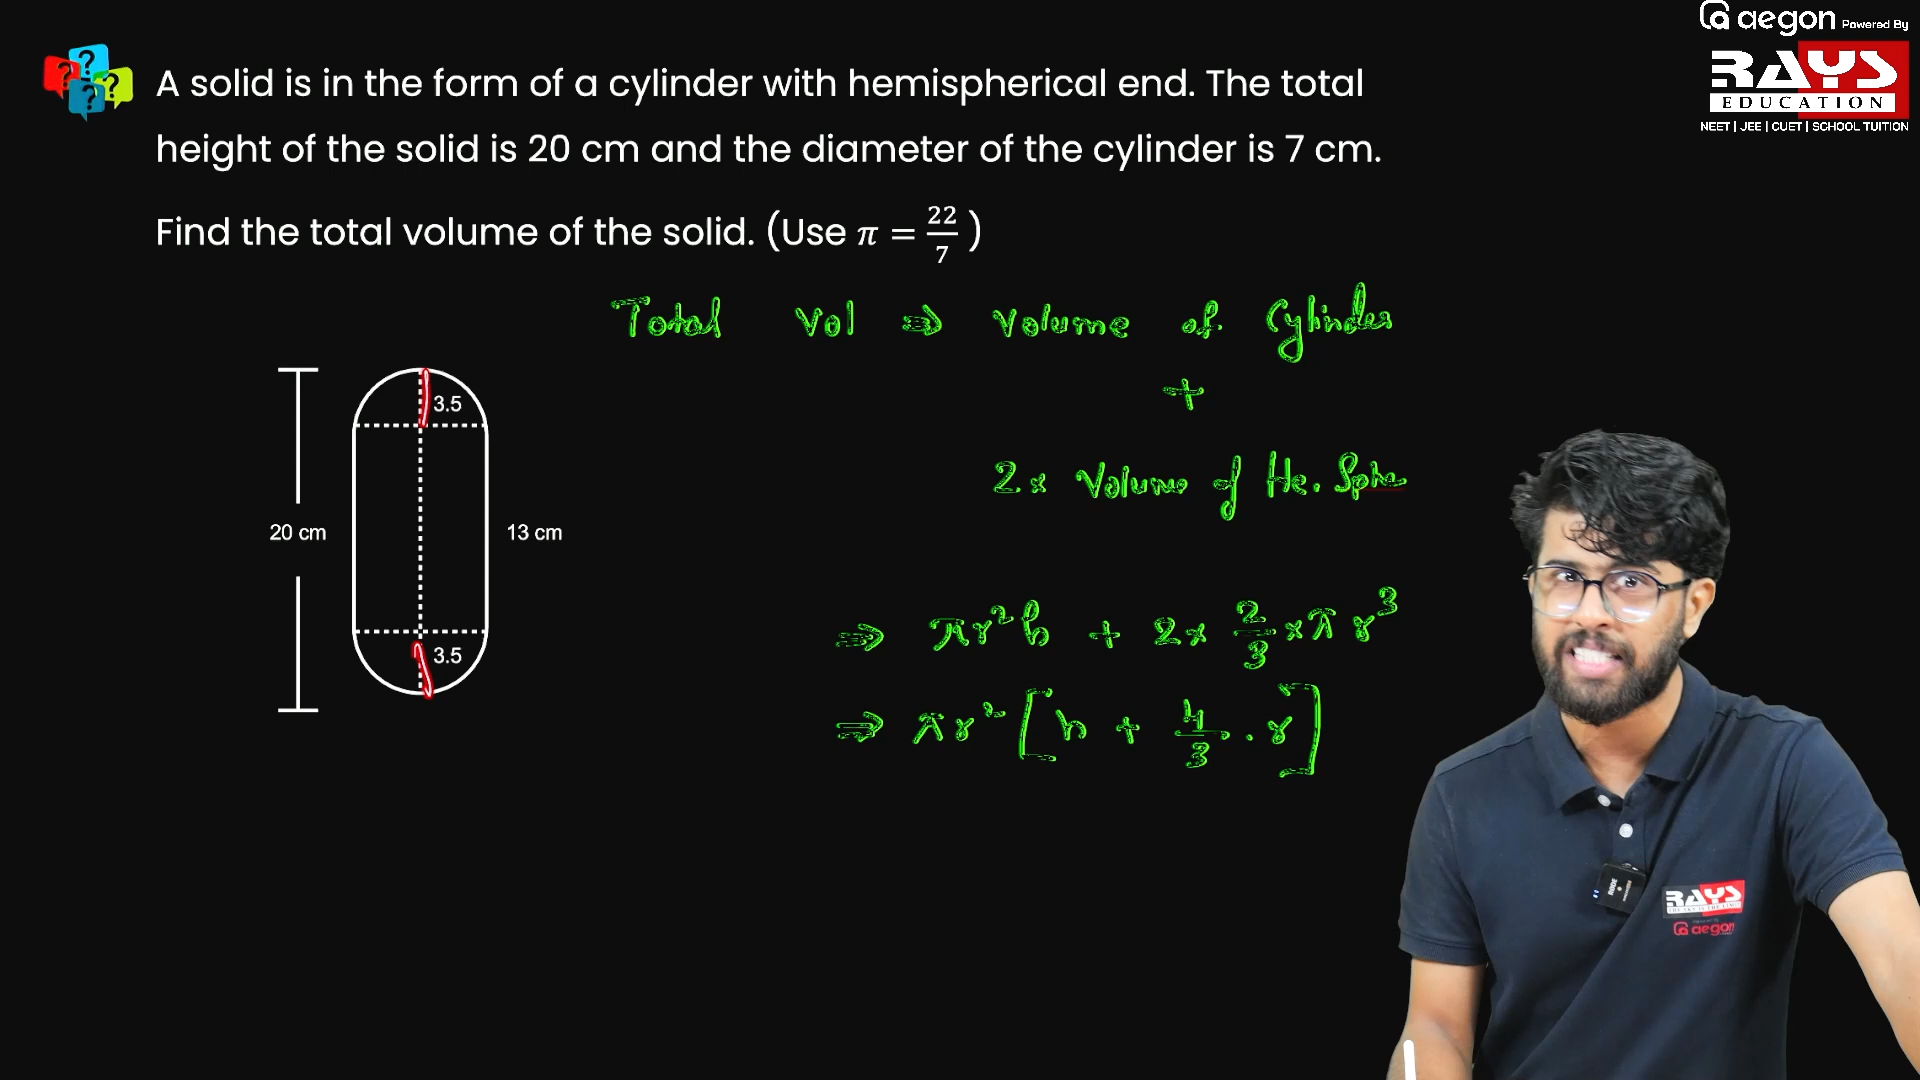 aegon Powered By
RAYS
EDUCATION
NEET | JEE | CUET | SCHOOL TUITION
? ? ? ?
A solid is in the form of a cylinder with hemispherical end. The total
height of the solid is 20 cm and the diameter of the cylinder is 7 cm.
Find the total volume of the solid. (Use π = 22/7 )
Total Vol ⇒ Volume of Cylinder
+
2 × Volume of He. Sphe
3.5
20 cm
13 cm
3.5
⇒ πr²h + 2 × 2/3 × π r³
⇒ πr² [h + 4/3 . r]
RAYS
aegon